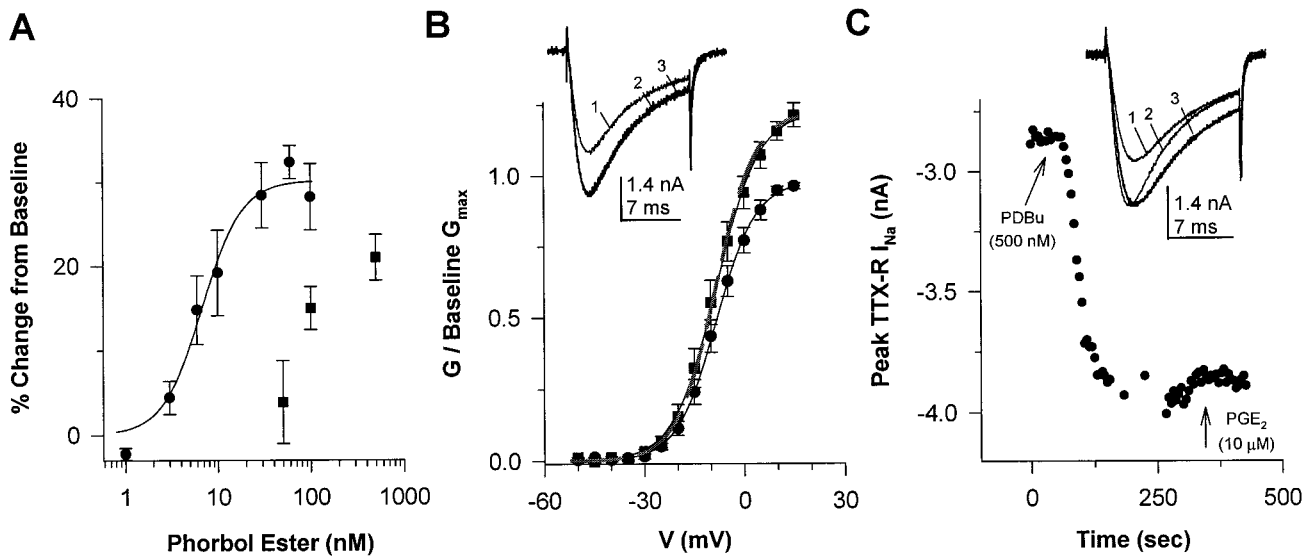 A
% Change from Baseline
40
20
0
1
10
100
1000
Phorbol Ester (nM)
B
G / Baseline Gmax
1.0
0.5
0.0
-60
-30
0
30
V (mV)
1
2
3
1.4 nA
7 ms
C
Peak TTX-R INa (nA)
-3.0
-3.5
-4.0
0
250
500
Time (sec)
PDBu
(500 nM)
PGE2
(10 µM)
1
2
3
1.4 nA
7 ms